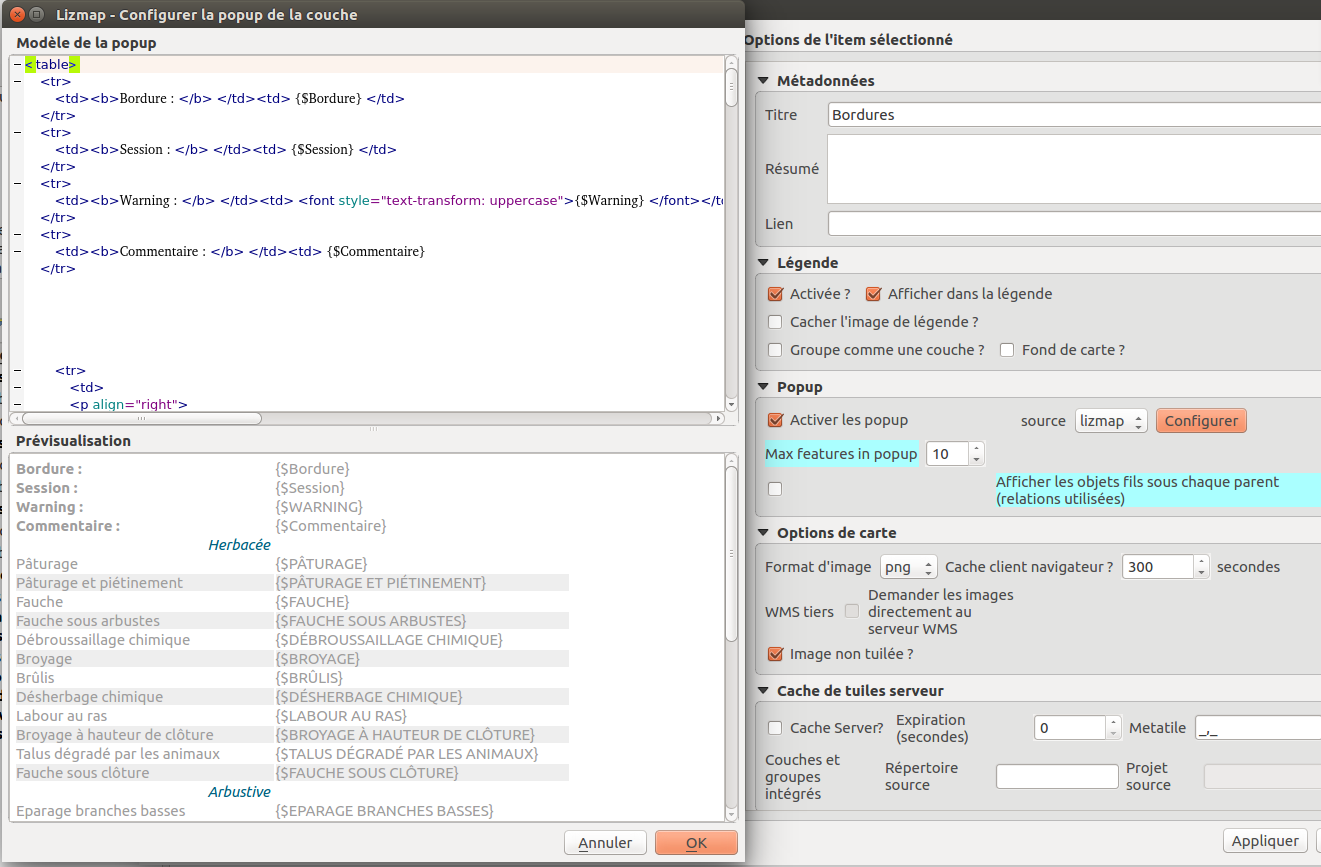 Lizmap - Configurer la popup de la couche
Modèle de la popup
<table>
<tr>
<td><b>Bordure : </b> </td><td> {$Bordure} </td>
</tr>
<tr>
<td><b>Session : </b> </td><td> {$Session} </td>
</tr>
<tr>
<td><b>Warning : </b> </td><td> <font style="text-transform: uppercase">{$Warning} </font></td
</tr>
<tr>
<td><b>Commentaire : </b> </td><td> {$Commentaire}
</tr>
<tr>
<td>
<p align="right">
Prévisualisation
Bordure : {$Bordure}
Session : {$Session}
Warning : {$WARNING}
Commentaire : {$Commentaire}
Herbacée
Pâturage {$PÂTURAGE}
Pâturage et piétinement {$PÂTURAGE ET PIÉTINEMENT}
Fauche {$FAUCHE}
Fauche sous arbustes {$FAUCHE SOUS ARBUSTES}
Débroussaillage chimique {$DÉBROUSSAILLAGE CHIMIQUE}
Broyage {$BROYAGE}
Brûlis {$BRÛLIS}
Désherbage chimique {$DÉSHERBAGE CHIMIQUE}
Labour au ras {$LABOUR AU RAS}
Broyage à hauteur de clôture {$BROYAGE À HAUTEUR DE CLÔTURE}
Talus dégradé par les animaux {$TALUS DÉGRADÉ PAR LES ANIMAUX}
Fauche sous clôture {$FAUCHE SOUS CLÔTURE}
Arbustive
Eparage branches basses {$EPARAGE BRANCHES BASSES}
Annuler OK
Options de l'item sélectionné
Métadonnées
Titre Bordures
Résumé
Lien
Légende
Activée ? Afficher dans la légende
Cacher l'image de légende ?
Groupe comme une couche ? Fond de carte ?
Popup
Activer les popup source lizmap Configurer
Max features in popup 10
Afficher les objets fils sous chaque parent
(relations utilisées)
Options de carte
Format d'image png Cache client navigateur ? 300 secondes
WMS tiers
Demander les images
directement au
serveur WMS
Image non tuilée ?
Cache de tuiles serveur
Cache Server?
Expiration
(secondes)
0 Metatile _,_
Couches et
groupes
intégrés
Répertoire
source
Projet
source
Appliquer